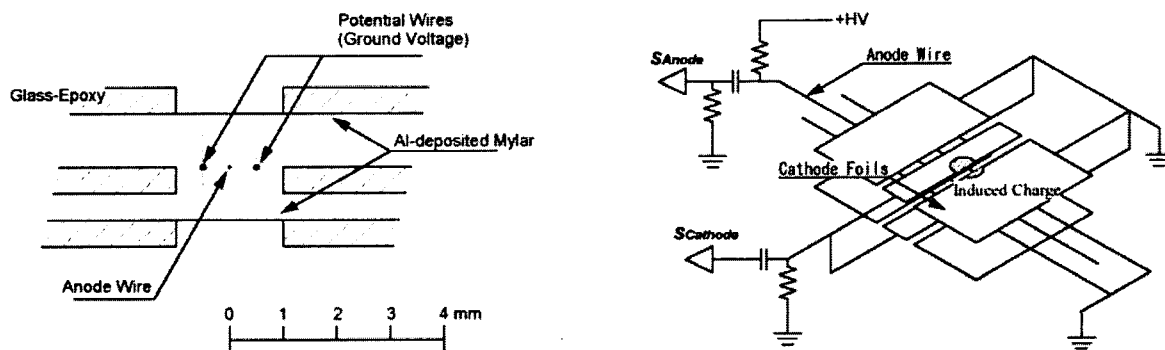 Potential Wires
(Ground Voltage)
Glass-Epoxy
Al-deposited Mylar
Anode Wire
0 1 2 3 4 mm
+HV
SAnode
Anode Wire
Cathode Foils
Induced Charge
SCathode